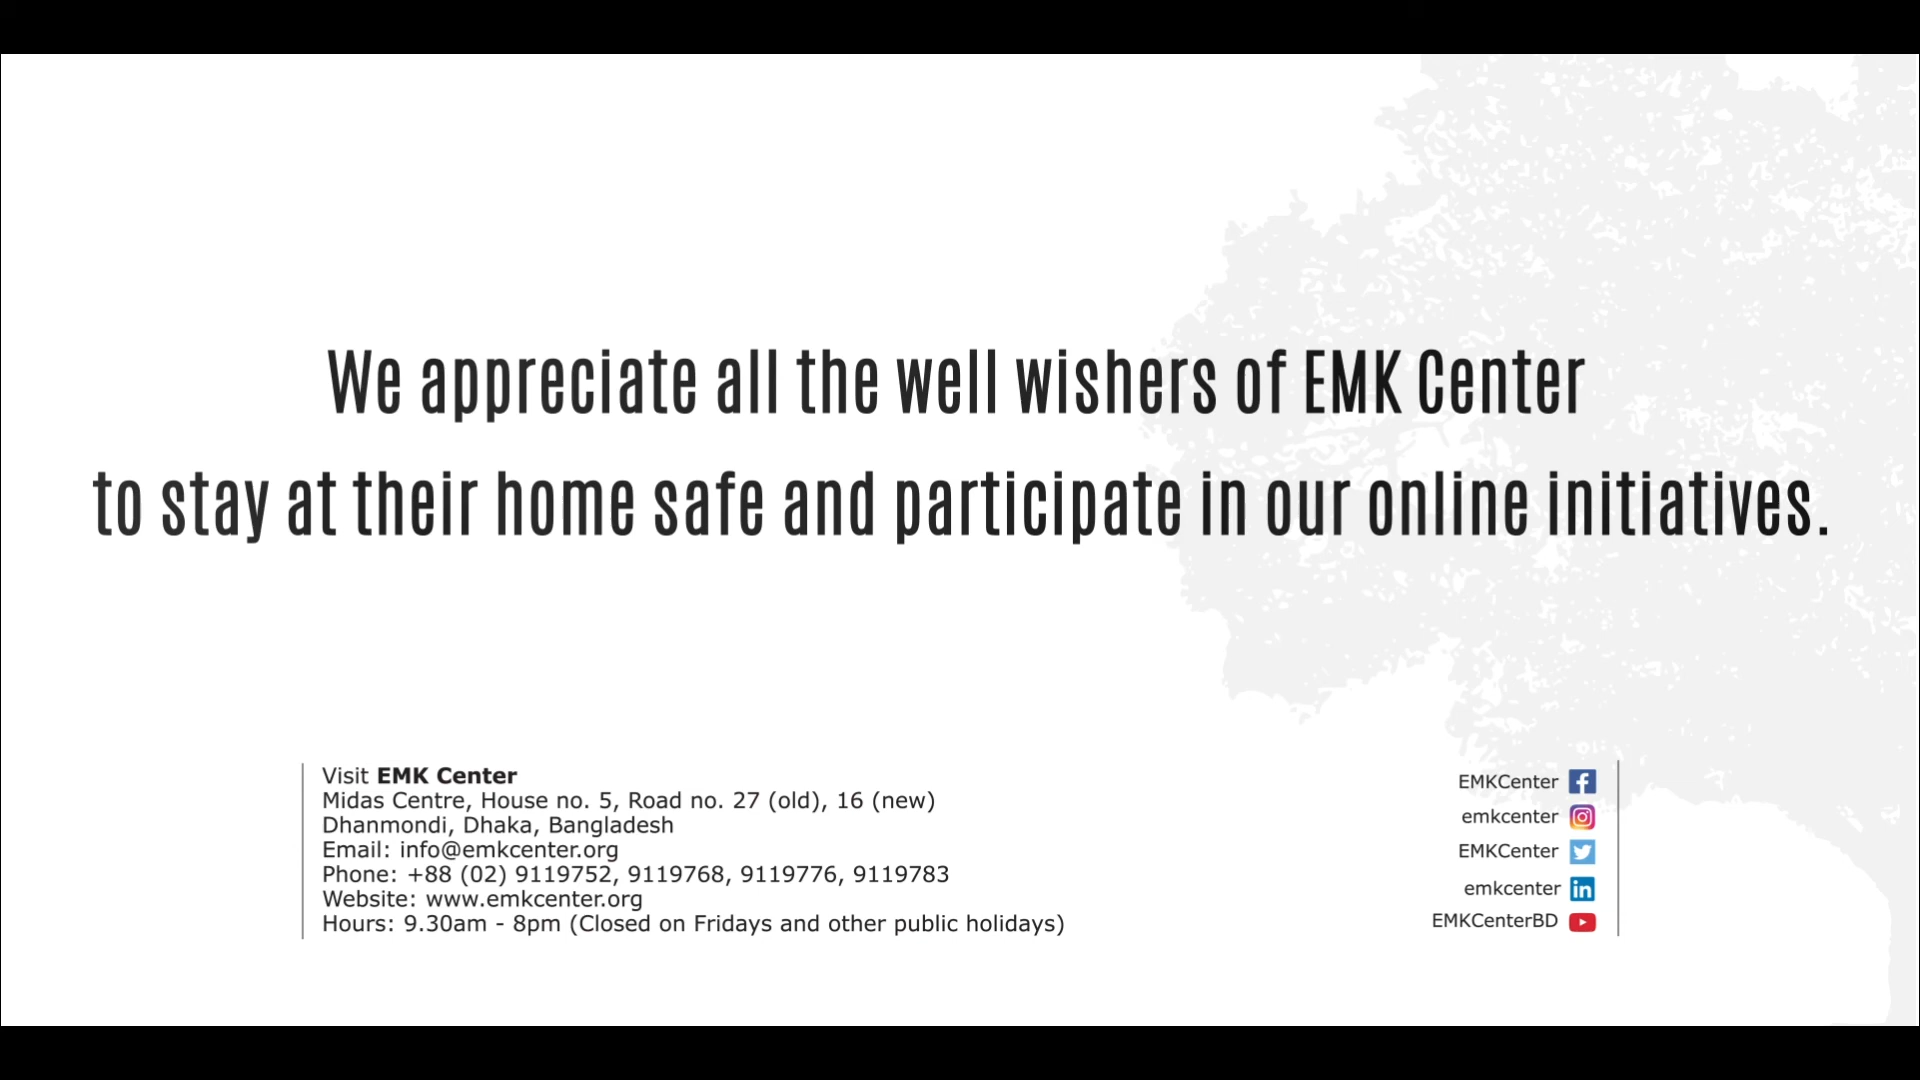 We appreciate all the well wishers of EMK Center
to stay at their home safe and participate in our online initiatives.
Visit EMK Center
Midas Centre, House no. 5, Road no. 27 (old), 16 (new)
Dhanmondi, Dhaka, Bangladesh
Email: info@emkcenter.org
Phone: +88 (02) 9119752, 9119768, 9119776, 9119783
Website: www.emkcenter.org
Hours: 9.30am - 8pm (Closed on Fridays and other public holidays)
EMKCenter
emkcenter
EMKCenter
emkcenter
EMKCenterBD